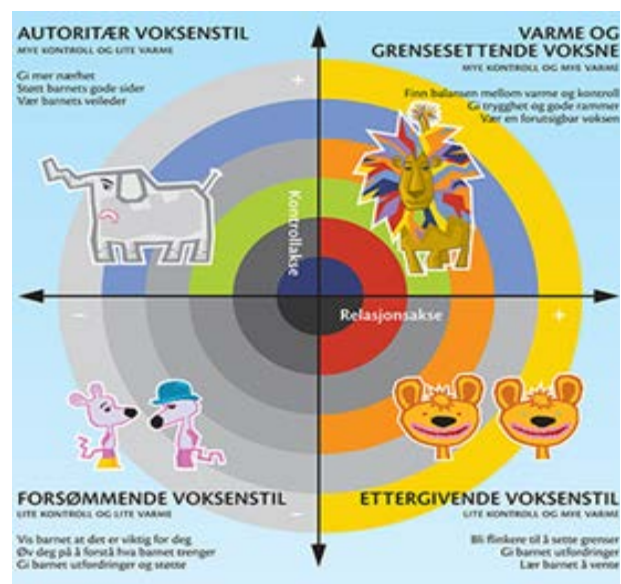 AUTORITÆR VOKSENSTIL
MYE KONTROLL OG LITE VARME
Gi mer nærhet
Støtt barnets gode sider
Vær barnets veileder
VARME OG
GRENSESETTENDE VOKSNE
MYE KONTROLL OG MYE VARME
Finn balansen mellom varme og kontroll
Gi trygghet og gode rammer
Vær en forutsigbar voksen
+
Kontrollakse
Relasjonsakse
–
+
–
FORSØMMENDE VOKSENSTIL
LITE KONTROLL OG LITE VARME
Vis barnet at det er viktig for deg
Øv deg på å forstå hva barnet trenger
Gi barnet utfordringer og støtte
ETTERGIVENDE VOKSENSTIL
LITE KONTROLL OG MYE VARME
Bli flinkere til å sette grenser
Gi barnet utfordringer
Lær barnet å vente